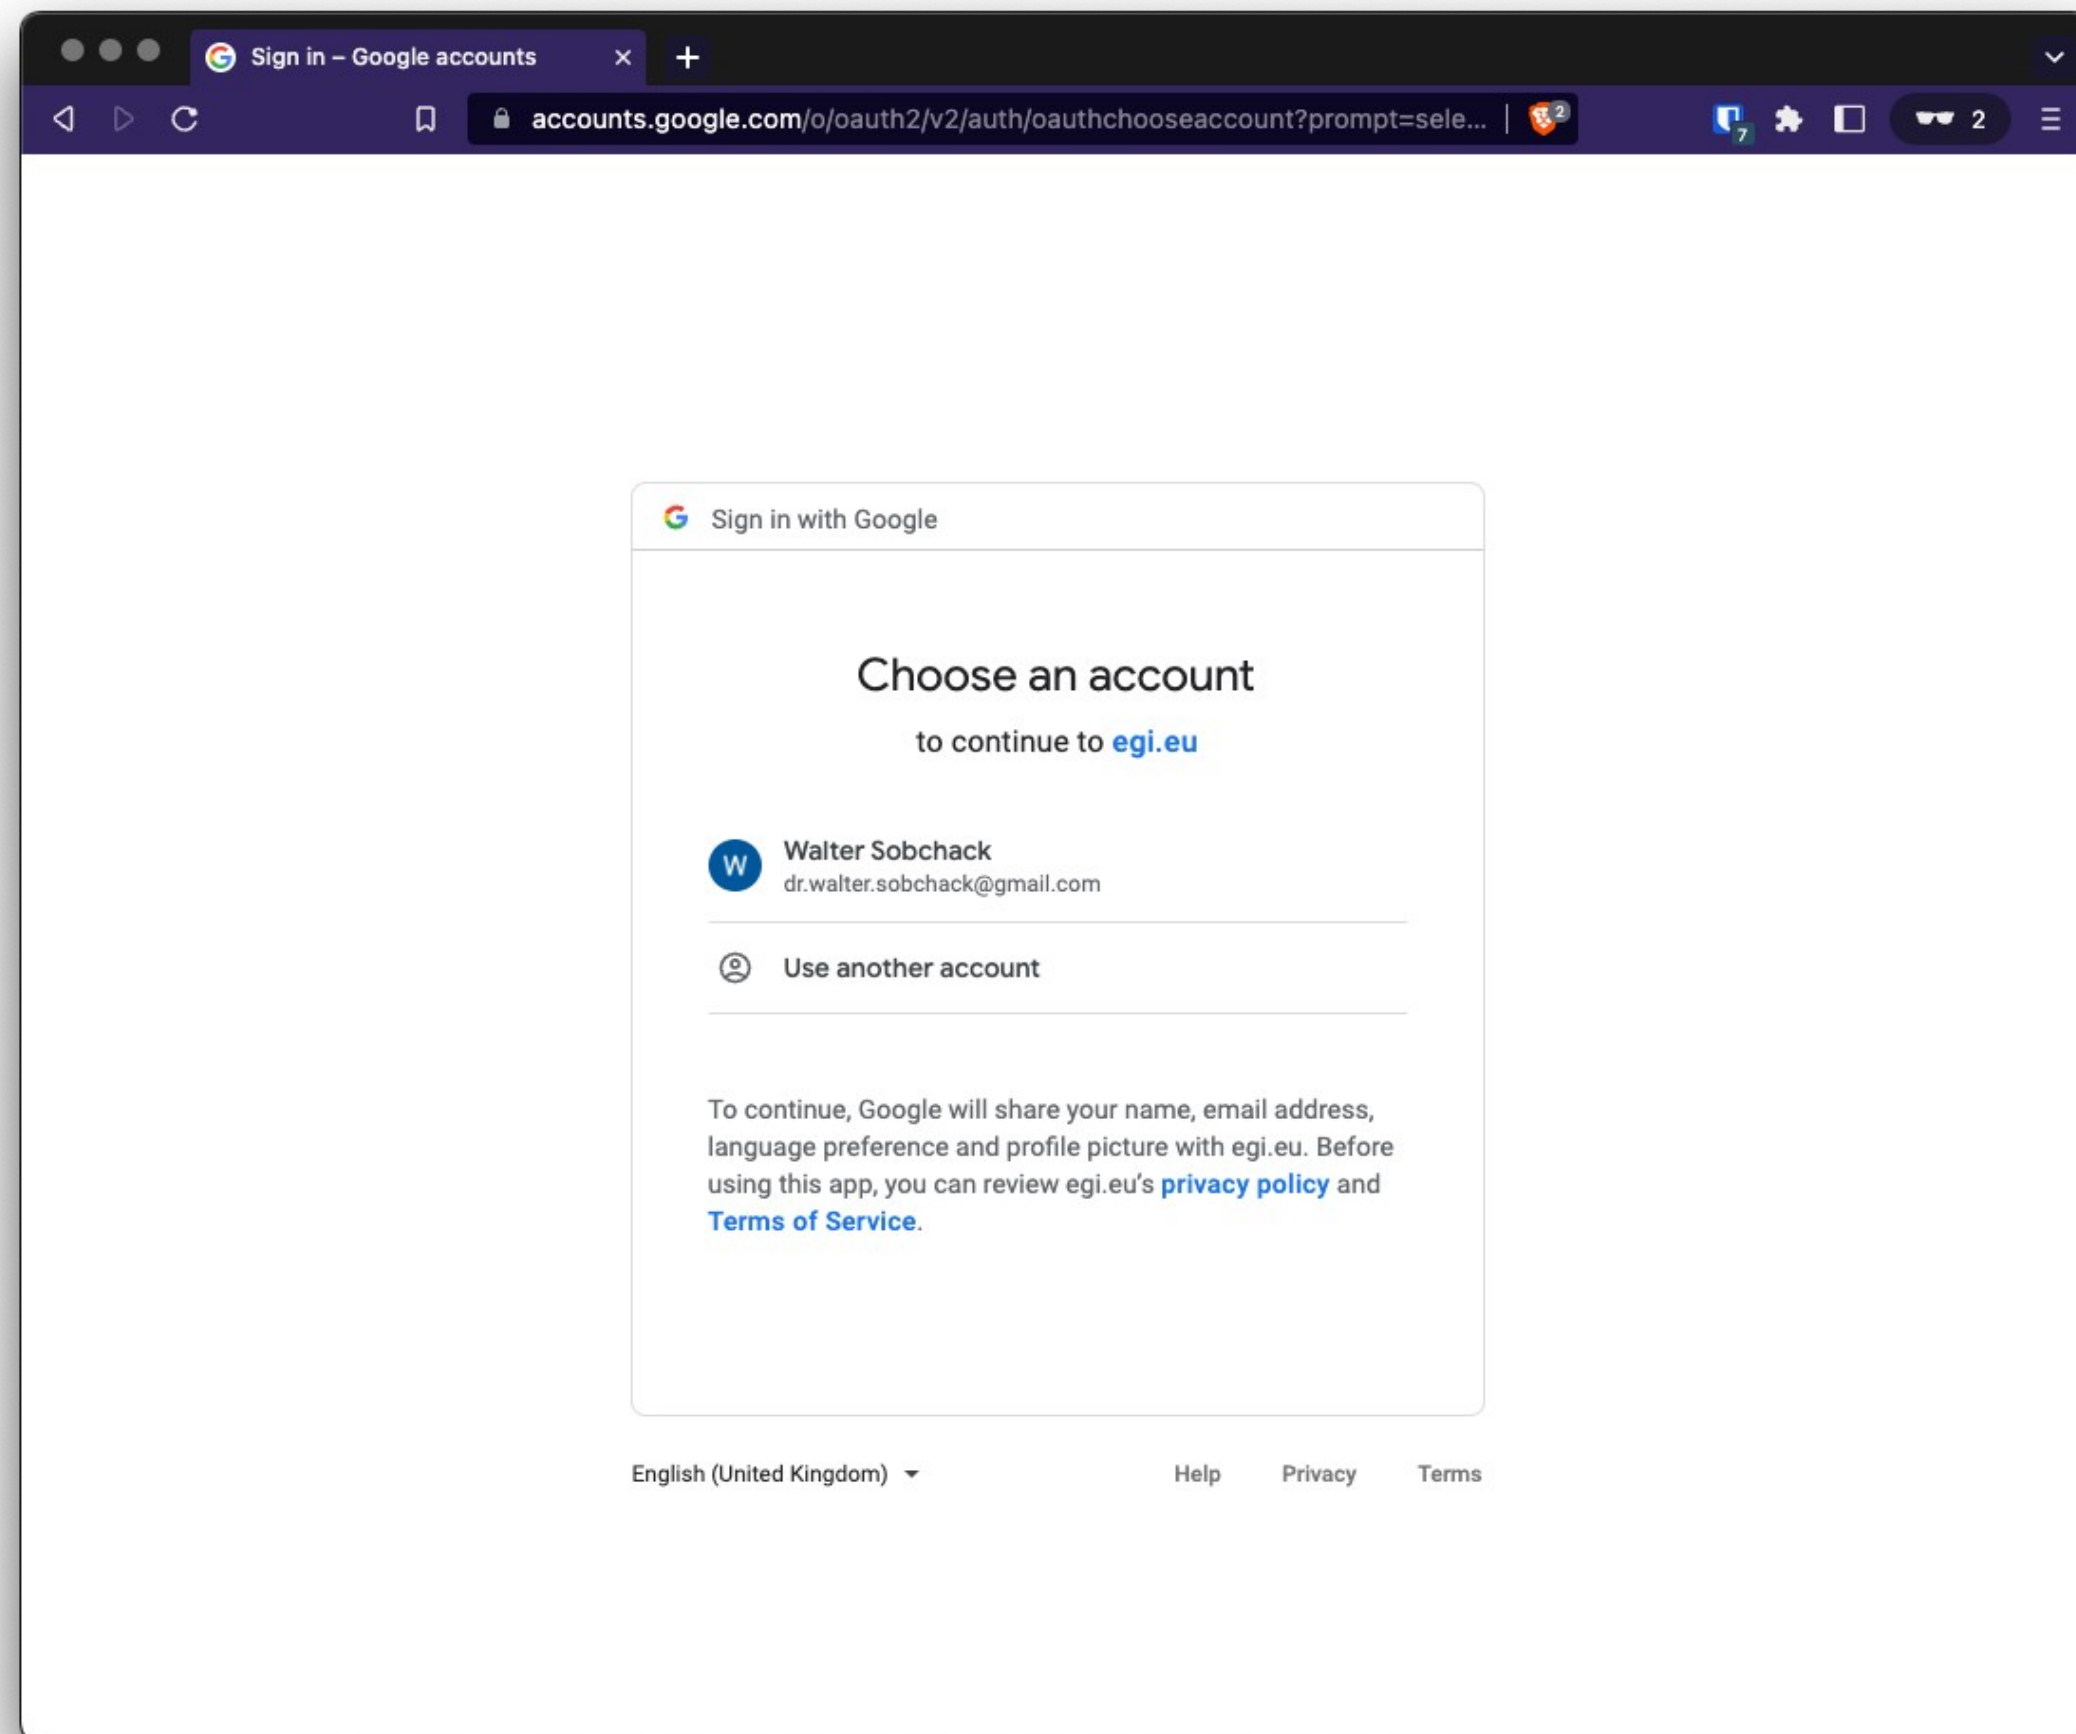 Sign in – Google accounts
accounts.google.com/o/oauth2/v2/auth/oauthchooseaccount?prompt=sele...
2
7
2
Sign in with Google
Choose an account
to continue to egi.eu
W
Walter Sobchack
dr.walter.sobchack@gmail.com
Use another account
To continue, Google will share your name, email address,
language preference and profile picture with egi.eu. Before
using this app, you can review egi.eu’s privacy policy and
Terms of Service.
English (United Kingdom)
Help Privacy Terms